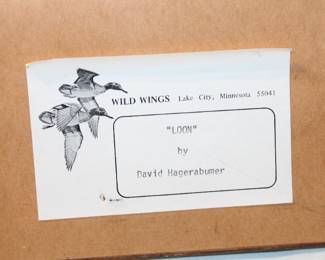 WILD WINGS Lake City, Minnesota 55041
"LOON"
by
David Hagerabumer